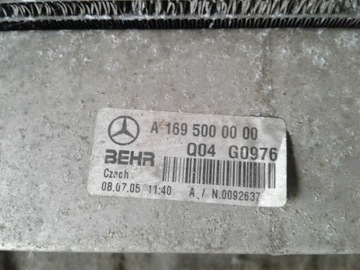 A 169 500 00 00
BEHR Q04 G0976
Czech
08.07.05 11:40 A./N.0092637